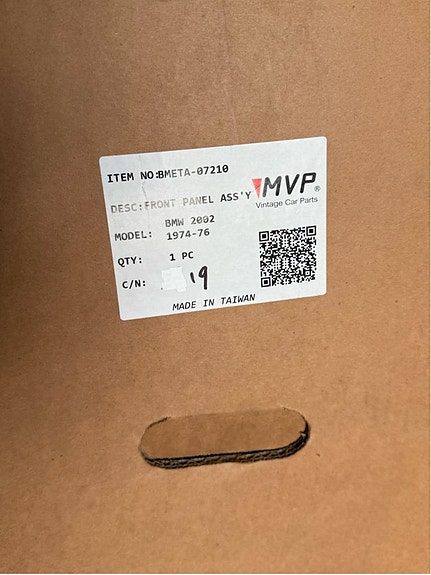 ITEM NO:BMETA-07210
DESC:FRONT PANEL ASS'Y
MVP®
Vintage Car Parts
BMW 2002
MODEL: 1974-76
QTY: 1 PC
C/N: 19
MADE IN TAIWAN